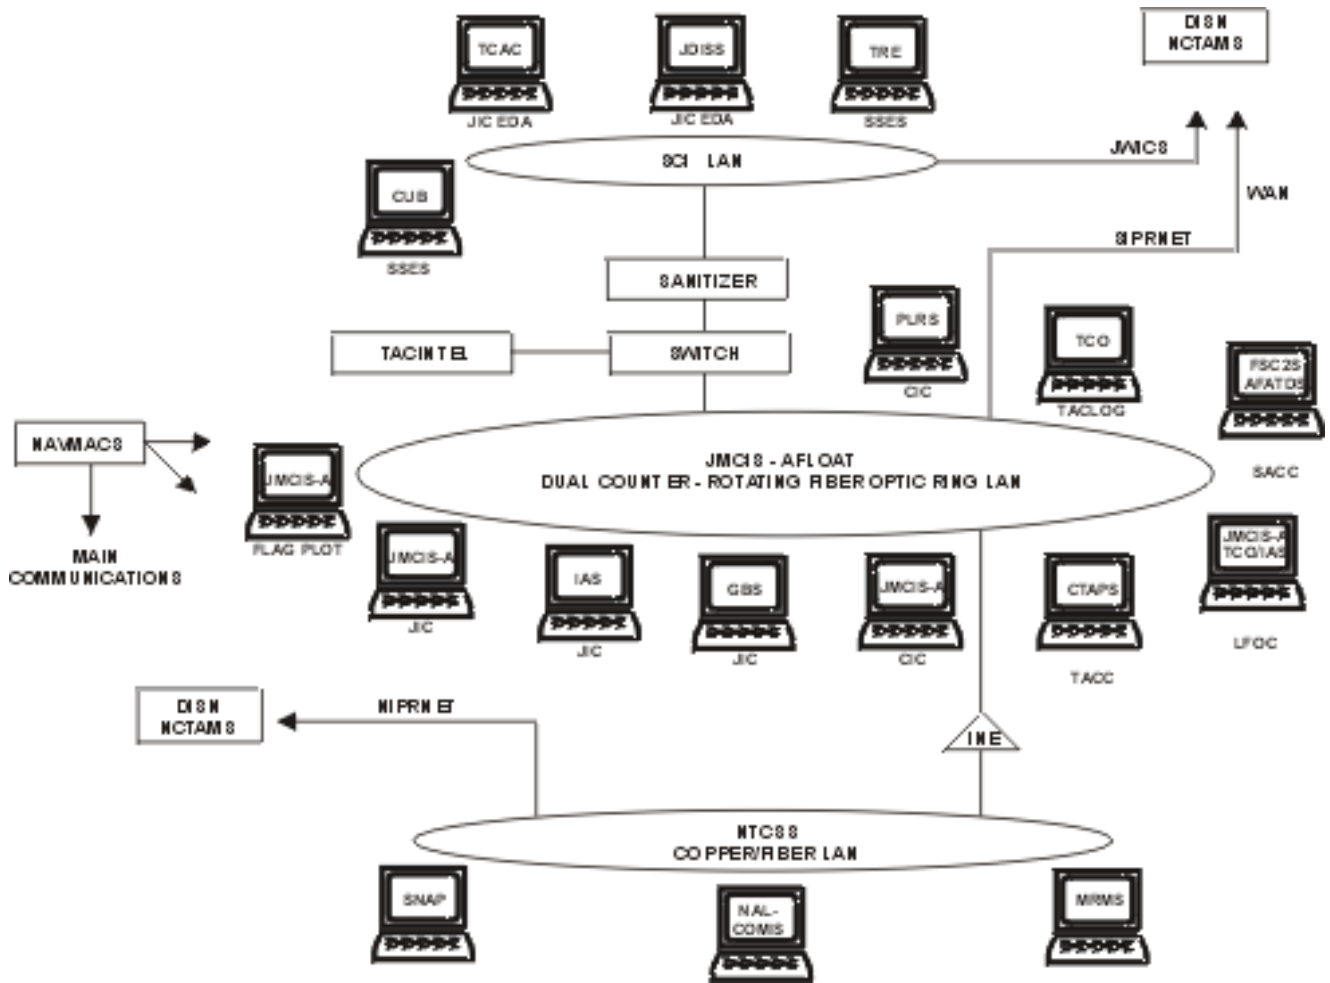 TCAC
JIC EDA
JDISS
JIC EDA
TRE
SSES
DISN
NCTAMS
SCI LAN
JWICS
CUB
SSES
WAN
SIPRNET
SANITIZER
TACINTEL
SWITCH
PLRS
CIC
TCO
TACLOG
FSC2S
AFATDS
SACC
NAVMACS
MAIN
COMMUNICATIONS
JMCIS - AFLOAT
DUAL COUNTER - ROTATING FIBER OPTIC RING LAN
JMCIS-A
FLAG PLOT
JMCIS-A
JIC
IAS
JIC
GBS
JIC
JMCIS-A
CIC
CTAPS
TACC
JMCIS-A
TCO/IAS
LFOC
DISN
NCTAMS
NIPRNET
INE
NTCSS
COPPER/FIBER LAN
SNAP
NAL-
COMIS
MRMS